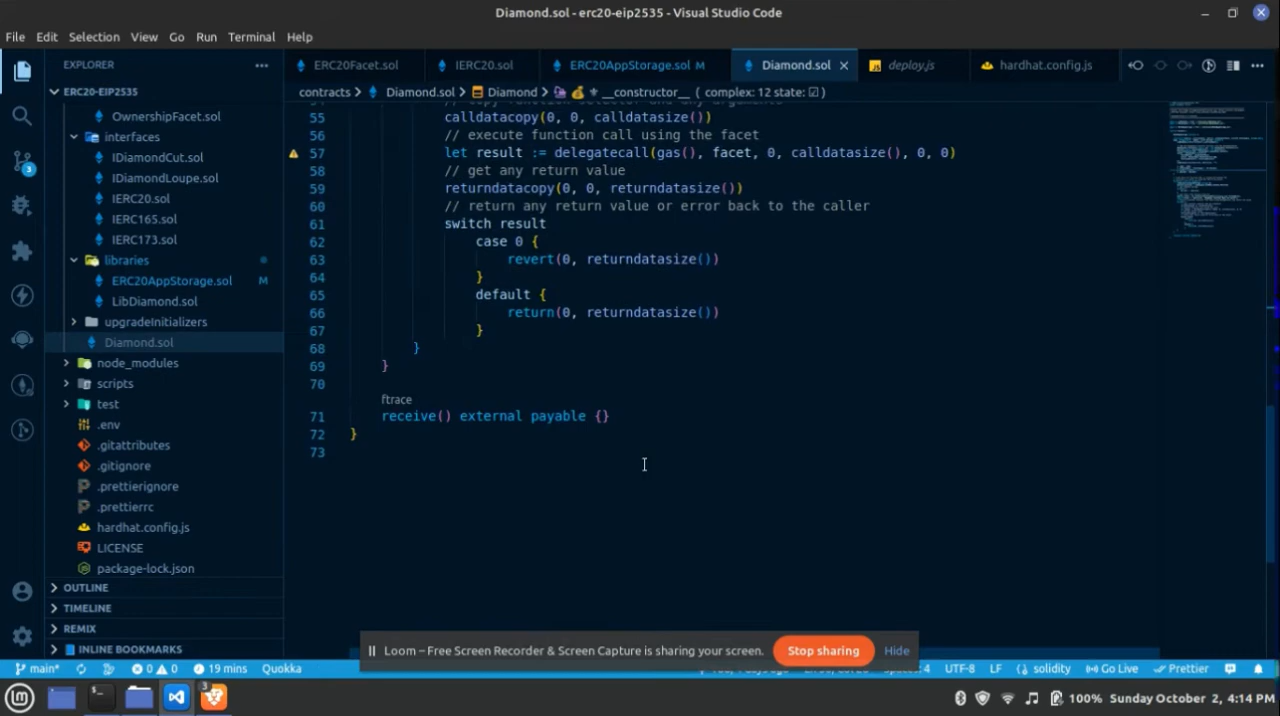 Diamond.sol - erc20-eip2535 - Visual Studio Code
File Edit Selection View Go Run Terminal Help
EXPLORER
ERC20Facet.sol IERC20.sol ERC20AppStorage.sol M Diamond.sol deploy.js hardhat.config.js
ERC20-EIP2535
contracts > Diamond.sol > Diamond > __constructor__ ( complex: 12 state: )
OwnershipFacet.sol
interfaces
IDiamondCut.sol
IDiamondLoupe.sol
IERC20.sol
IERC165.sol
IERC173.sol
libraries
ERC20AppStorage.sol M
LibDiamond.sol
upgradeInitializers
Diamond.sol
node_modules
scripts
test
.env
.gitattributes
.gitignore
.prettierignore
.prettierrc
hardhat.config.js
LICENSE
package-lock.json
OUTLINE
TIMELINE
REMIX
INLINE BOOKMARKS
3
55 calldatacopy(0, 0, calldatasize())
56 // execute function call using the facet
57 let result := delegatecall(gas(), facet, 0, calldatasize(), 0, 0)
58 // get any return value
59 returndatacopy(0, 0, returndatasize())
60 // return any return value or error back to the caller
61 switch result
62 case 0 {
63 revert(0, returndatasize())
64 }
65 default {
66 return(0, returndatasize())
67 }
68 }
69 }
70
ftrace
71 receive() external payable {}
72 }
73
Loom – Free Screen Recorder & Screen Capture is sharing your screen. Stop sharing Hide
main* 0 0 19 mins Quokka UTF-8 LF solidity Go Live Prettier
3 100% Sunday October 2, 4:14 PM